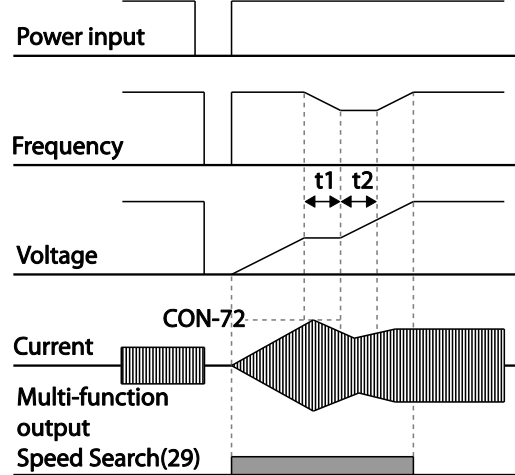 Power input
Frequency
t1 t2
Voltage
CON-72
Current
Multi-function
output
Speed Search(29)